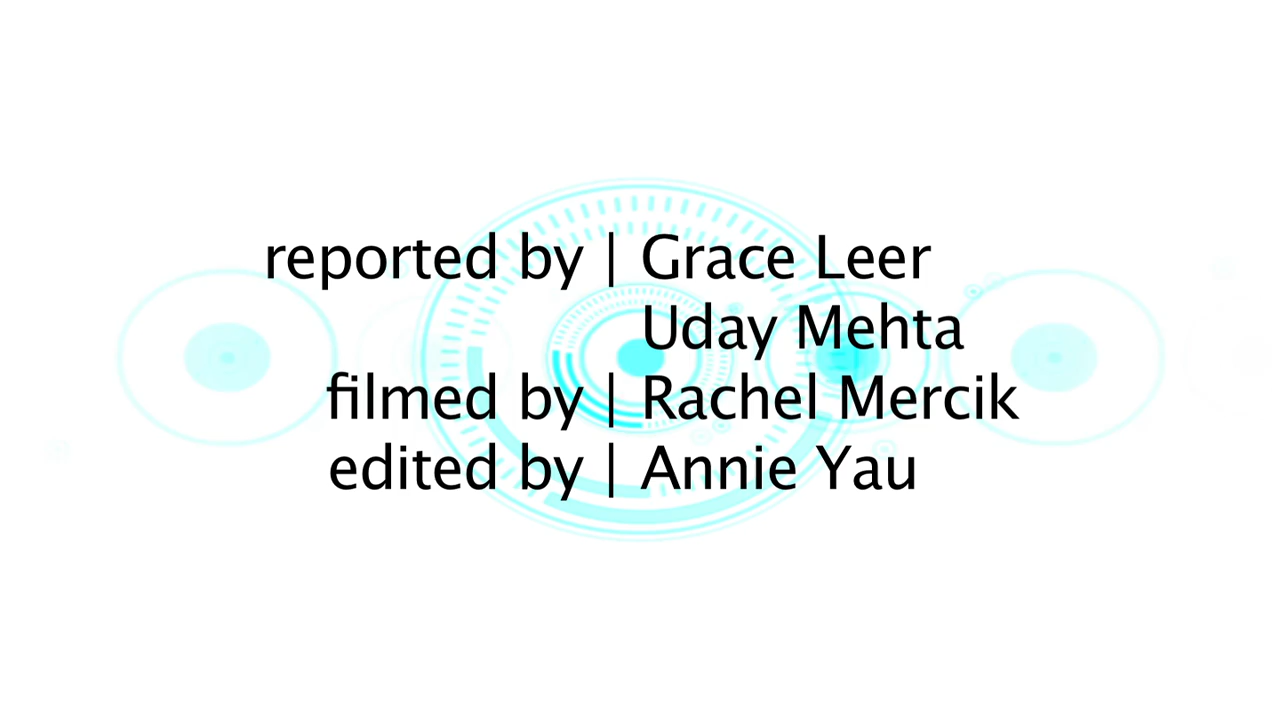 reported by | Grace Leer
Uday Mehta
filmed by | Rachel Mercik
edited by | Annie Yau